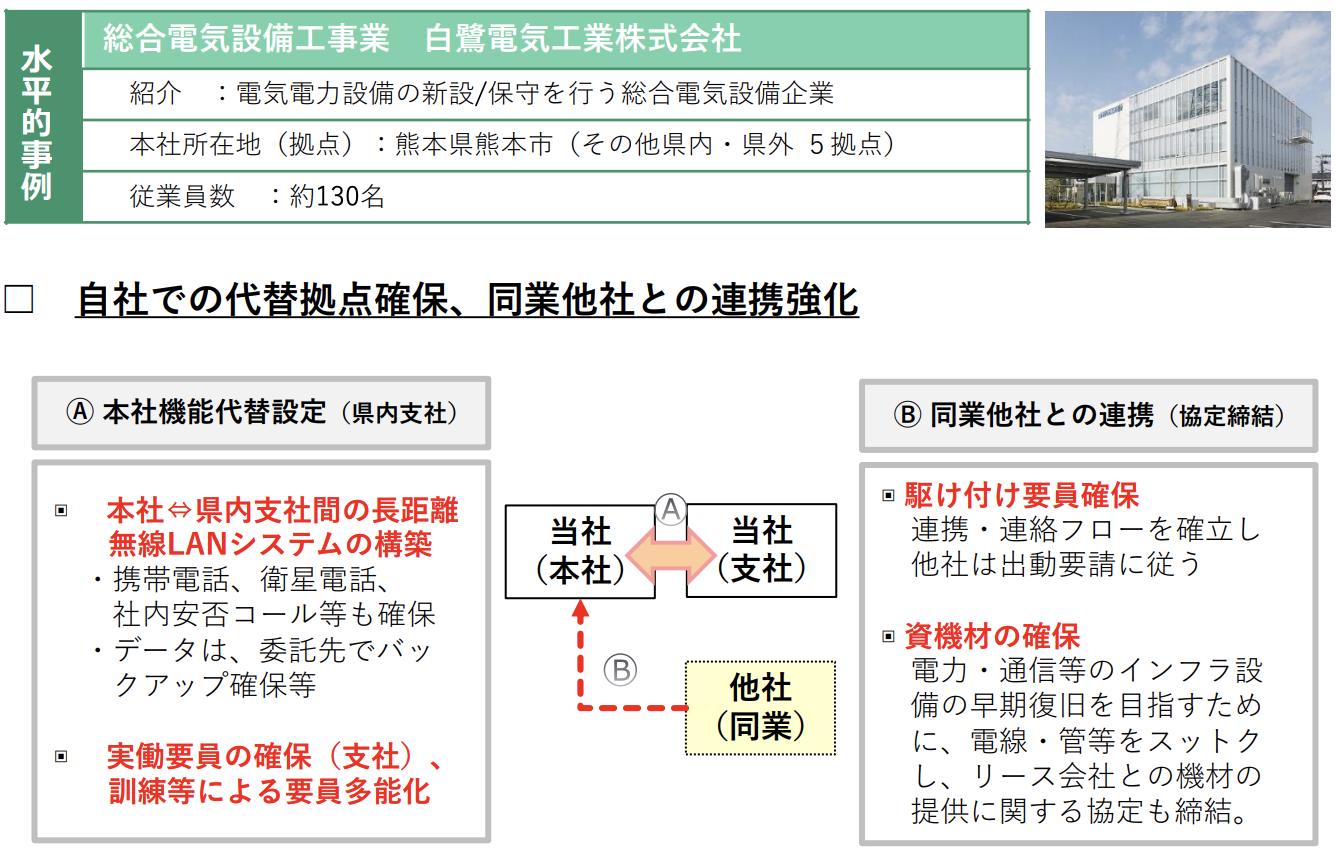 水平的事例
総合電気設備工事業　白鷺電気工業株式会社
紹介　：電気電力設備の新設/保守を行う総合電気設備企業
本社所在地（拠点）：熊本県熊本市（その他県内・県外 ５拠点）
従業員数　：約130名
□　自社での代替拠点確保、同業他社との連携強化
Ⓐ 本社機能代替設定（県内支社）
▣　本社⇔県内支社間の長距離
無線LANシステムの構築
・携帯電話、衛星電話、
社内安否コール等も確保
・データは、委託先でバッ
クアップ確保等
▣　実働要員の確保（支社）、
訓練等による要員多能化
Ⓐ
当社
（本社）
当社
（支社）
Ⓑ
他社
（同業）
Ⓑ 同業他社との連携（協定締結）
▣ 駆け付け要員確保
連携・連絡フローを確立し
他社は出動要請に従う
▣ 資機材の確保
電力・通信等のインフラ設
備の早期復旧を目指すため
に、電線・管等をスットク
し、リース会社との機材の
提供に関する協定も締結。